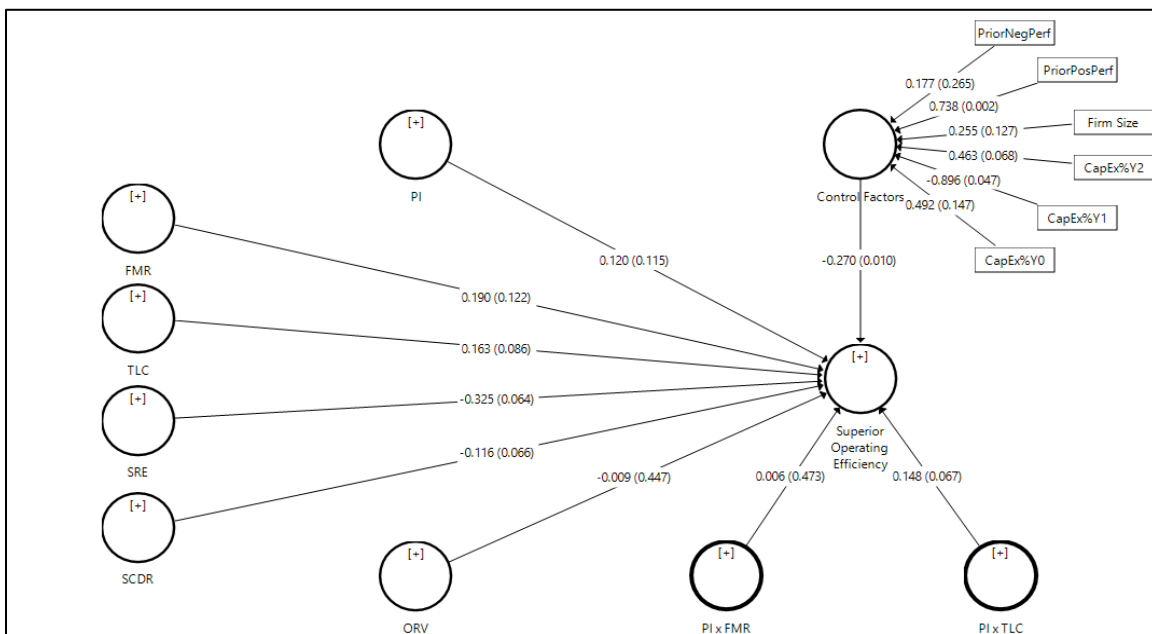 PriorNegPerf
0.177 (0.265)
PriorPosPerf
0.738 (0.002)
[+]
0.255 (0.127)
Firm Size
0.463 (0.068)
CapEx%Y2
-0.896 (0.047)
PI
Control Factors
0.492 (0.147)
[+]
CapEx%Y1
CapEx%Y0
0.120 (0.115)
-0.270 (0.010)
FMR
0.190 (0.122)
[+]
0.163 (0.086)
[+]
TLC
[+]
-0.325 (0.064)
Superior
Operating
Efficiency
-0.116 (0.066)
SRE
-0.009 (0.447)
0.006 (0.473)
0.148 (0.067)
[+]
SCDR
[+]
[+]
[+]
ORV
PI x FMR
PI x TLC